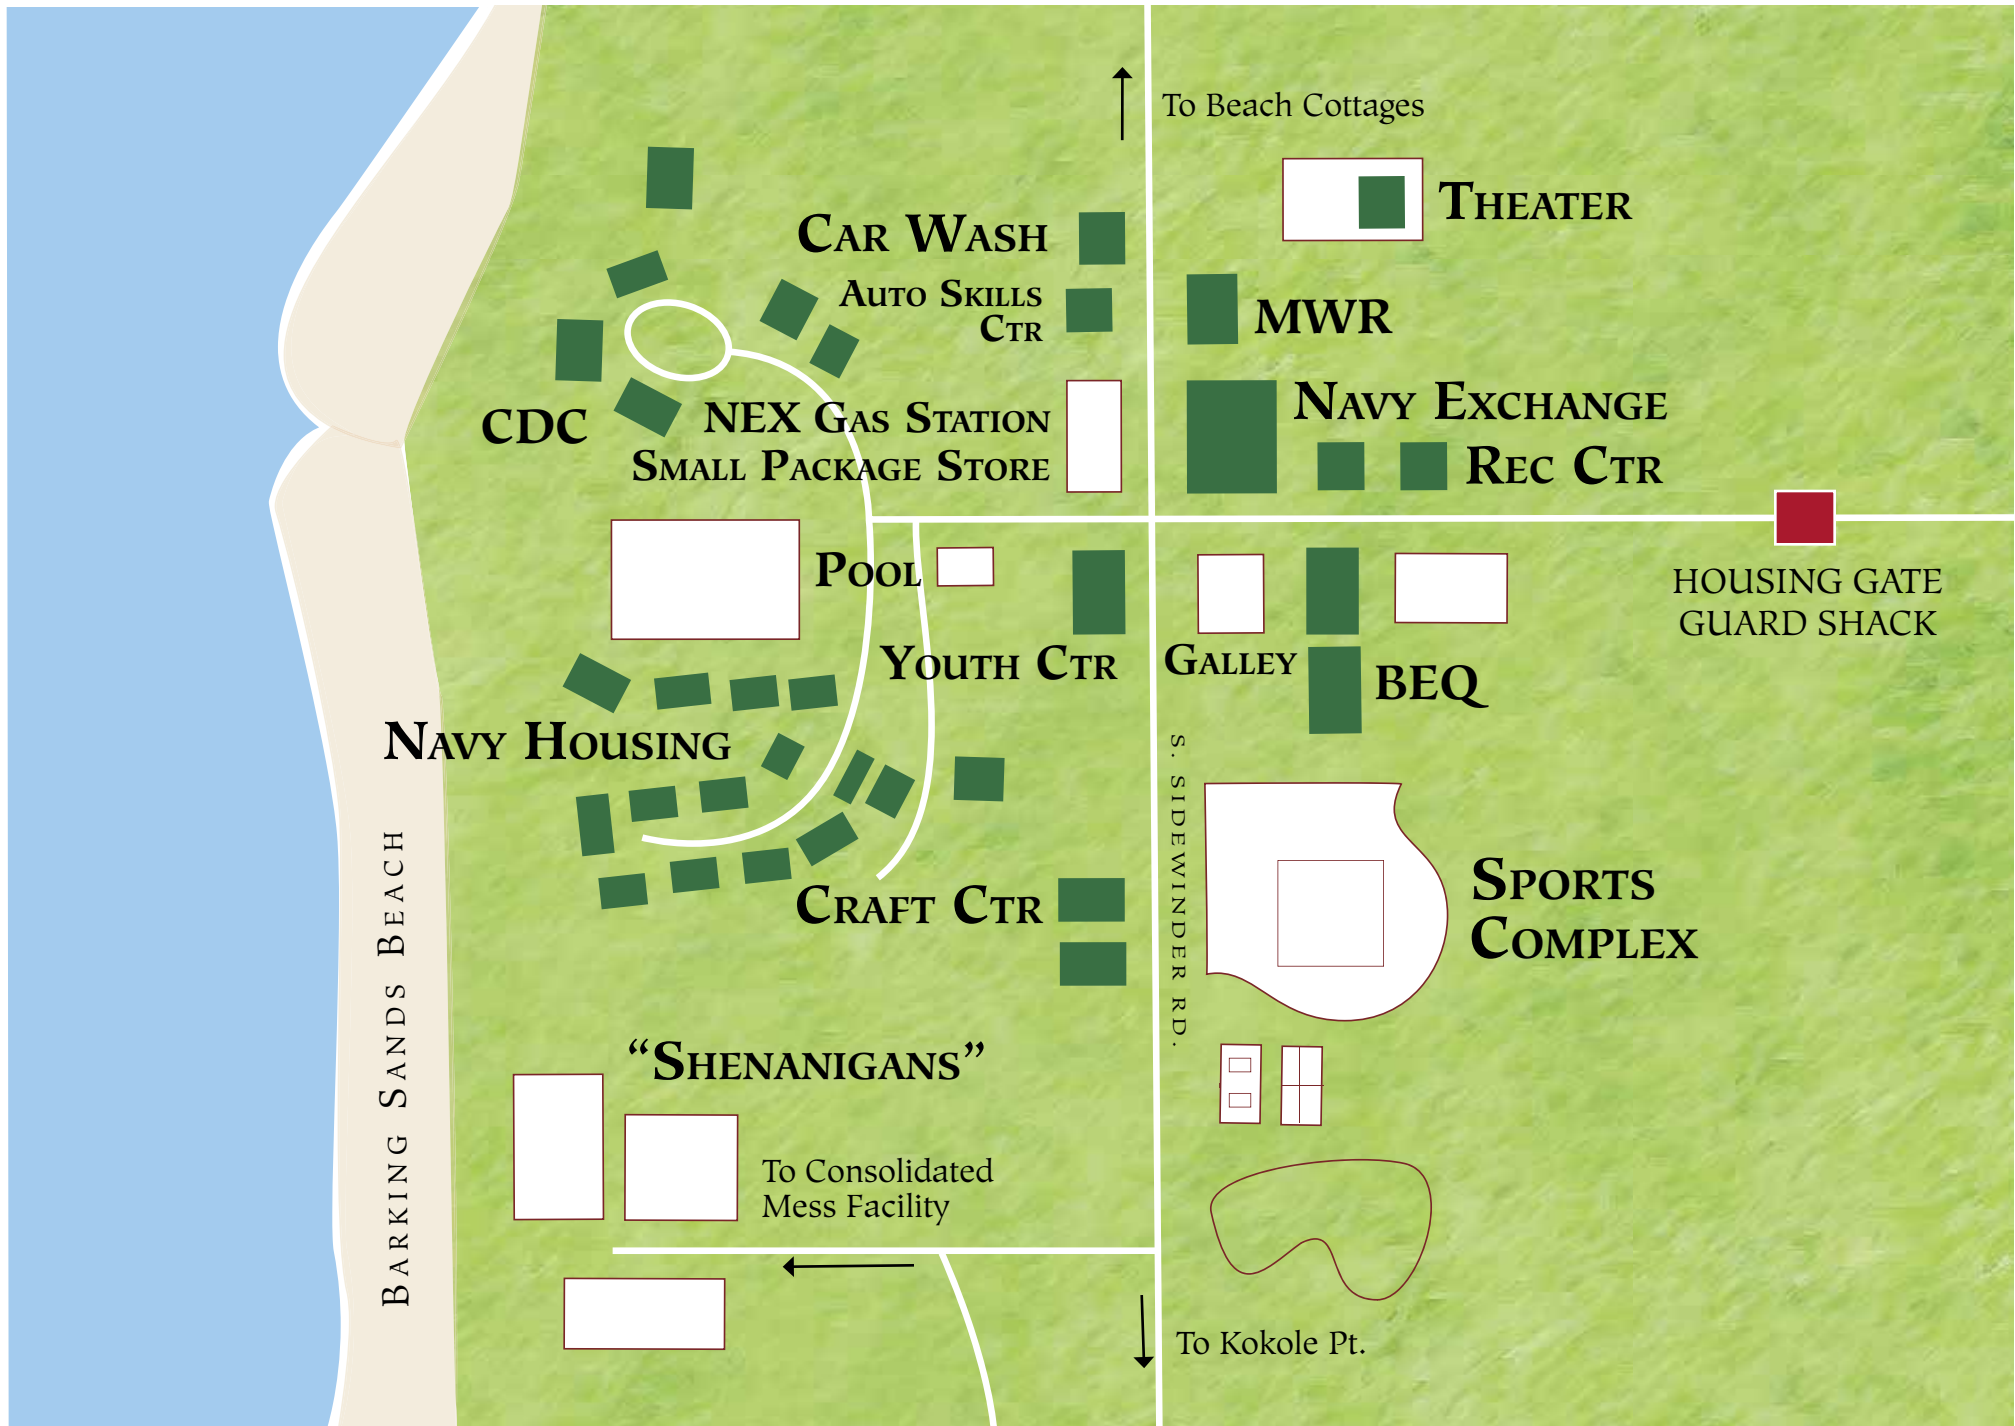 To Beach Cottages
Theater
Car Wash
Auto Skills
Ctr
MWR
CDC
NEX Gas Station
Small Package Store
Navy Exchange
Rec Ctr
Pool
HOUSING GATE
GUARD SHACK
Youth Ctr
Galley
BEQ
Navy Housing
S. SIDEWINDER RD.
Craft Ctr
Sports
Complex
Barking Sands Beach
“Shenanigans”
To Consolidated
Mess Facility
To Kokole Pt.